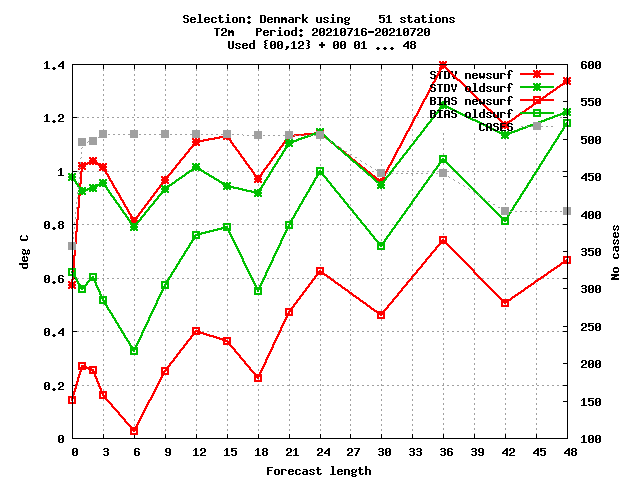 Selection: Denmark using    51 stations
T2m   Period: 20210716-20210720
Used {00,12} + 00 01 ... 48
STDV newsurf
STDV oldsurf
BIAS newsurf
BIAS oldsurf
CASES
deg C
No cases
1.4
1.2
1
0.8
0.6
0.4
0.2
0
600
550
500
450
400
350
300
250
200
150
100
0 3 6 9 12 15 18 21 24 27 30 33 36 39 42 45 48
Forecast length